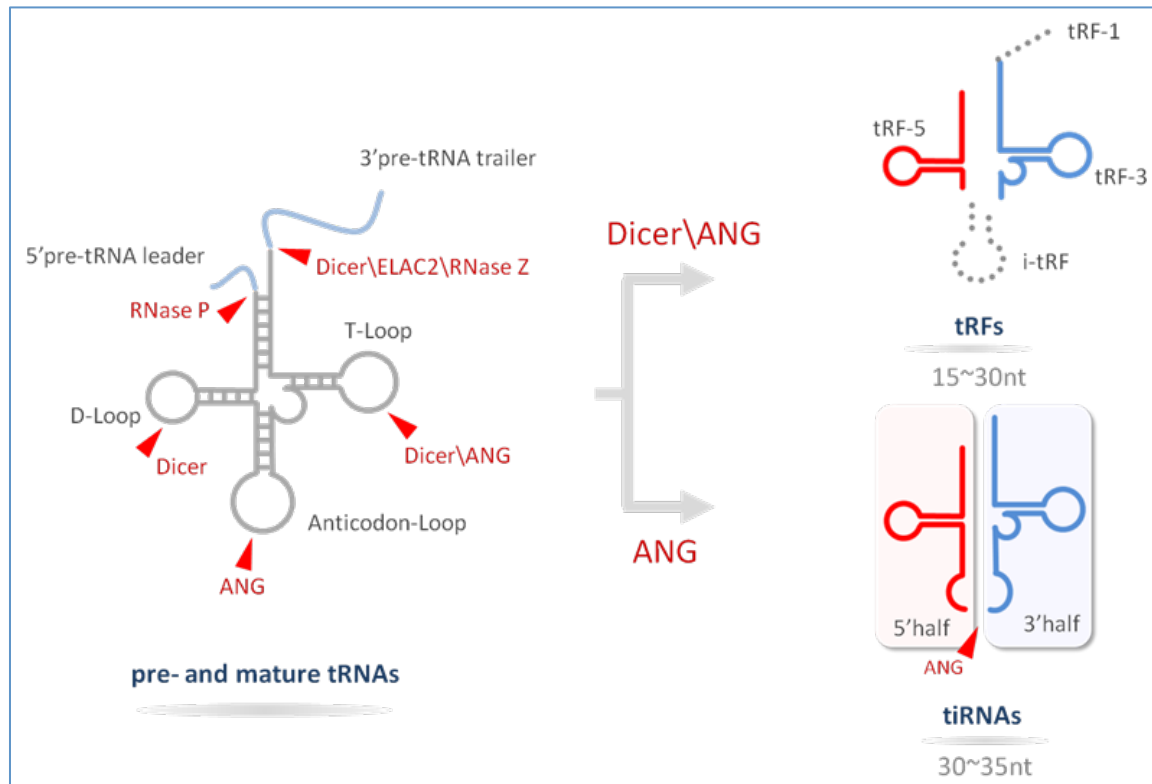 3'pre-tRNA trailer
5'pre-tRNA leader
Dicer\ELAC2\RNase Z
RNase P
T-Loop
D-Loop
Dicer
Dicer\ANG
Anticodon-Loop
ANG
pre- and mature tRNAs
Dicer\ANG
ANG
tRF-1
tRF-5
tRF-3
i-tRF
tRFs
15~30nt
5'half
3'half
ANG
tiRNAs
30~35nt